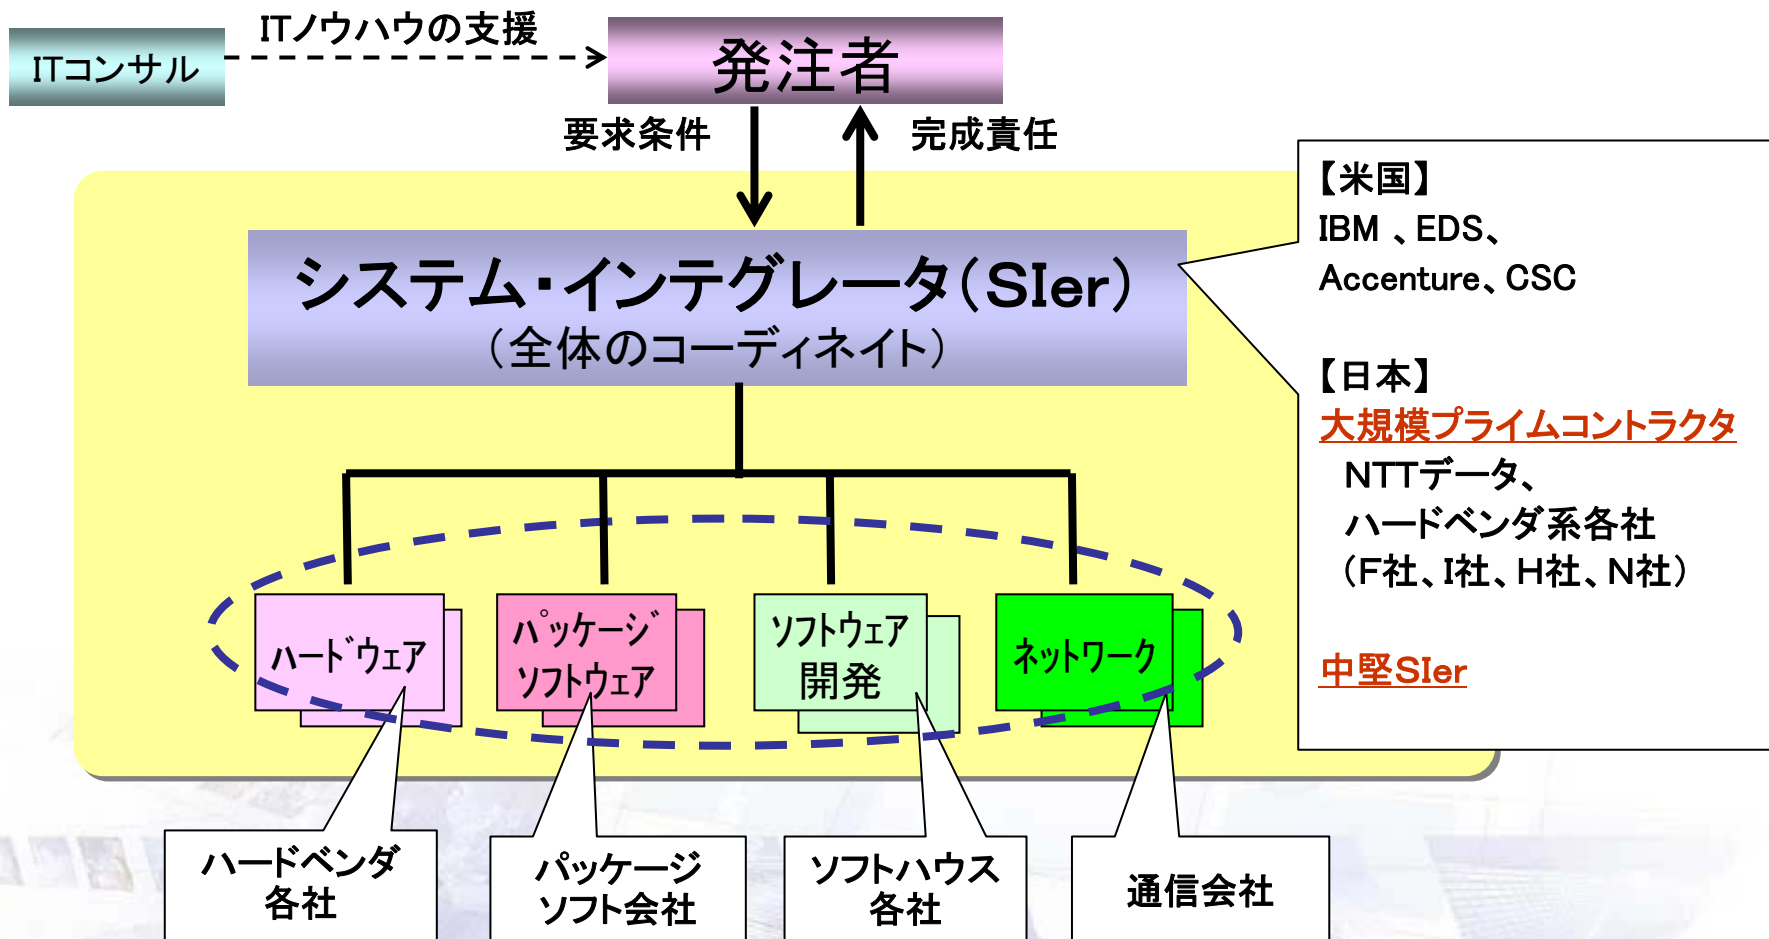 ITノウハウの支援
ITコンサル
発注者
要求条件
完成責任
システム・インテグレータ(SIer)
(全体のコーディネイト)
【米国】
IBM 、EDS、
Accenture、CSC
【日本】
大規模プライムコントラクタ
NTTデータ、
ハードベンダ系各社
(F社、I社、H社、N社)
中堅SIer
ハードウェア
パッケージ
ソフトウェア
ソフトウェア
開発
ネットワーク
ハードベンダ
各社
パッケージ
ソフト会社
ソフトハウス
各社
通信会社